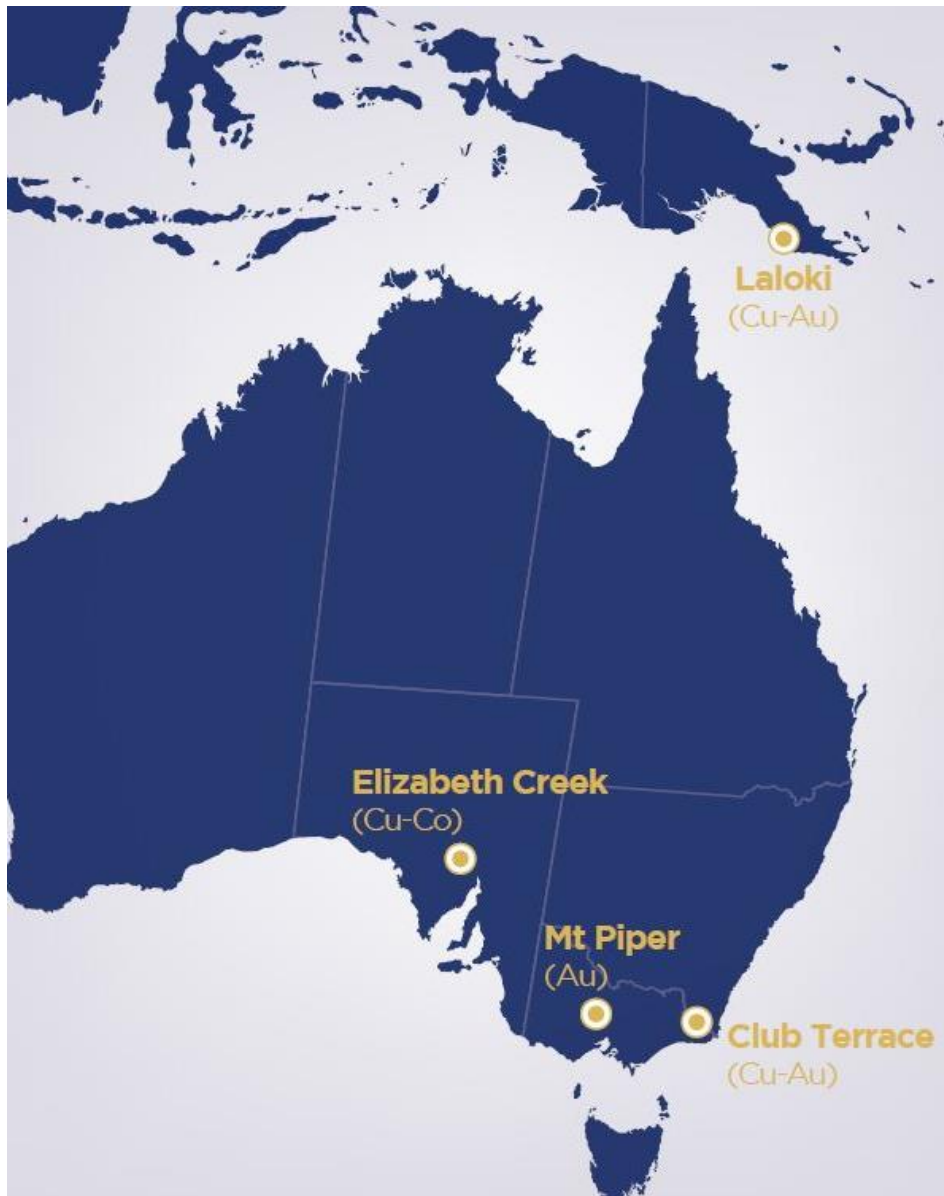 Laloki
(Cu-Au)
Elizabeth Creek
(Cu-Co)
Mt Piper
(Au)
Club Terrace
(Cu-Au)